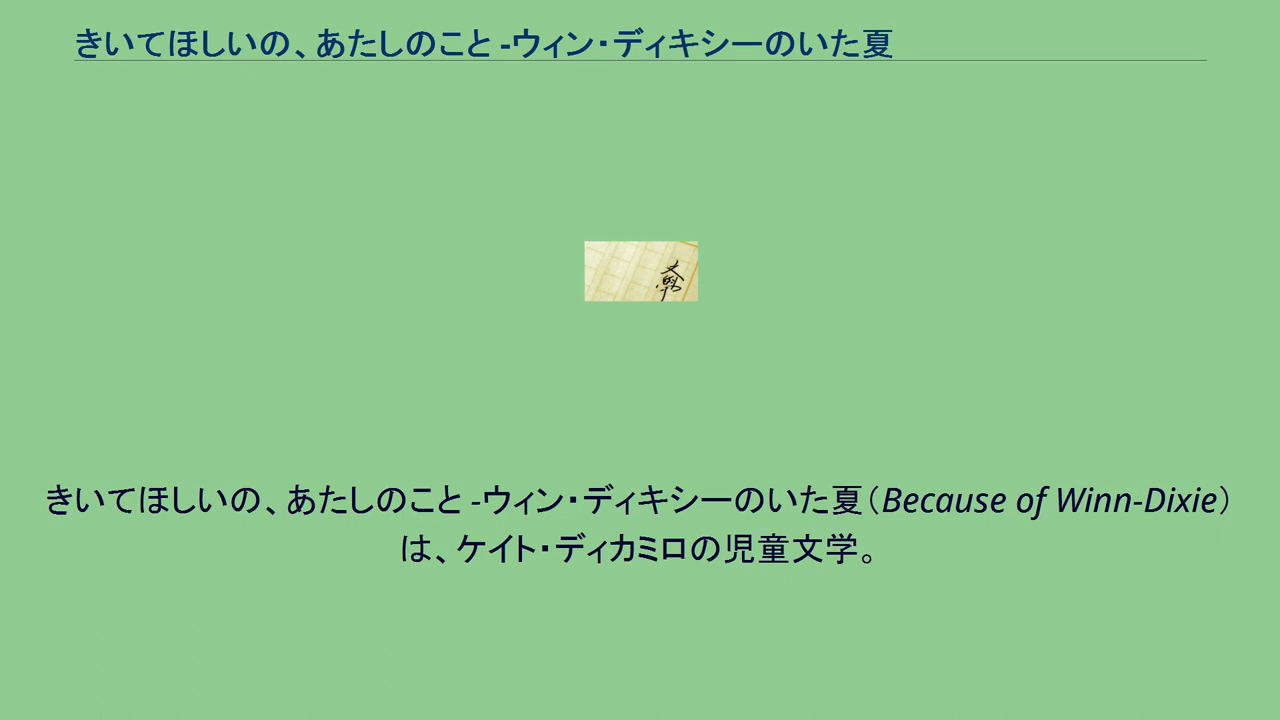 きいてほしいの、あたしのこと -ウィン・ディキシーのいた夏
きいてほしいの、あたしのこと -ウィン・ディキシーのいた夏（Because of Winn-Dixie）
は、ケイト・ディカミロの児童文学。